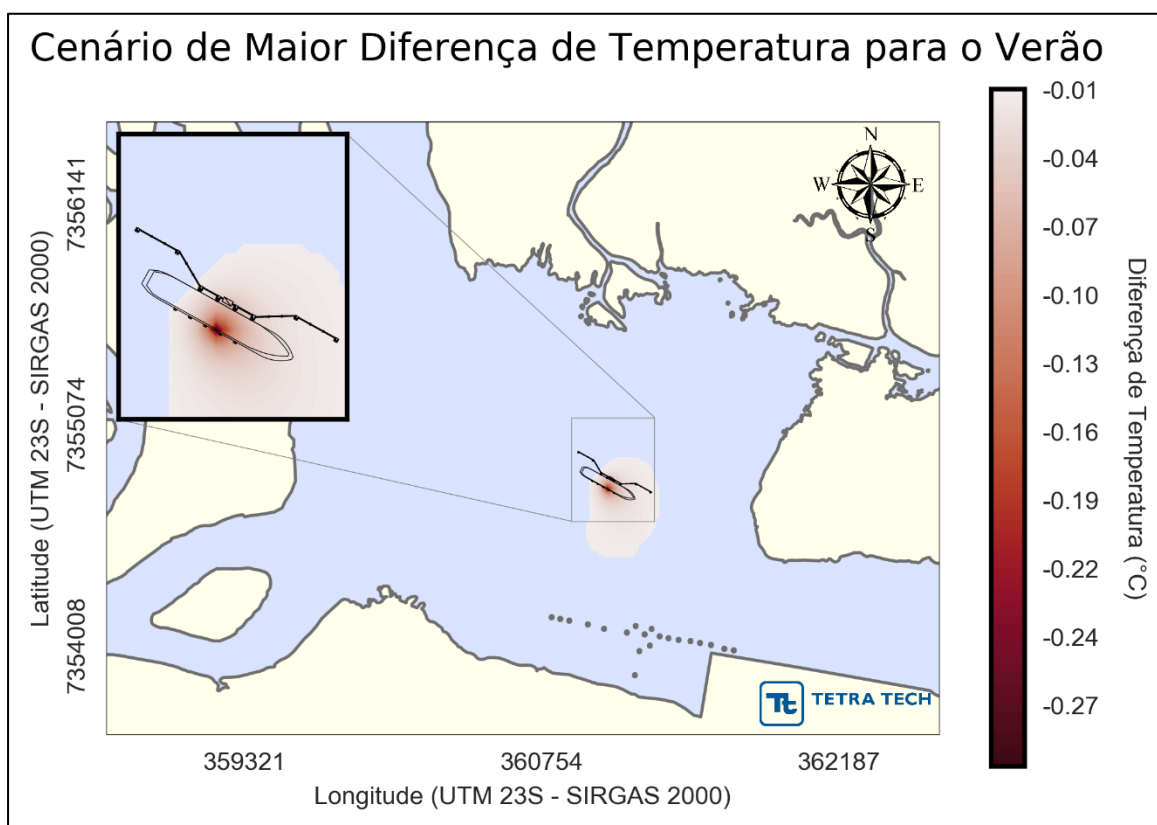 Cenário de Maior Diferença de Temperatura para o Verão
-0.01
-0.04
-0.07
-0.10
-0.13
-0.16
-0.19
-0.22
-0.24
-0.27
Diferença de Temperatura (°C)
N
W
E
S
7356141
7355074
7354008
Latitude (UTM 23S - SIRGAS 2000)
Tt TETRA TECH
359321
360754
362187
Longitude (UTM 23S - SIRGAS 2000)